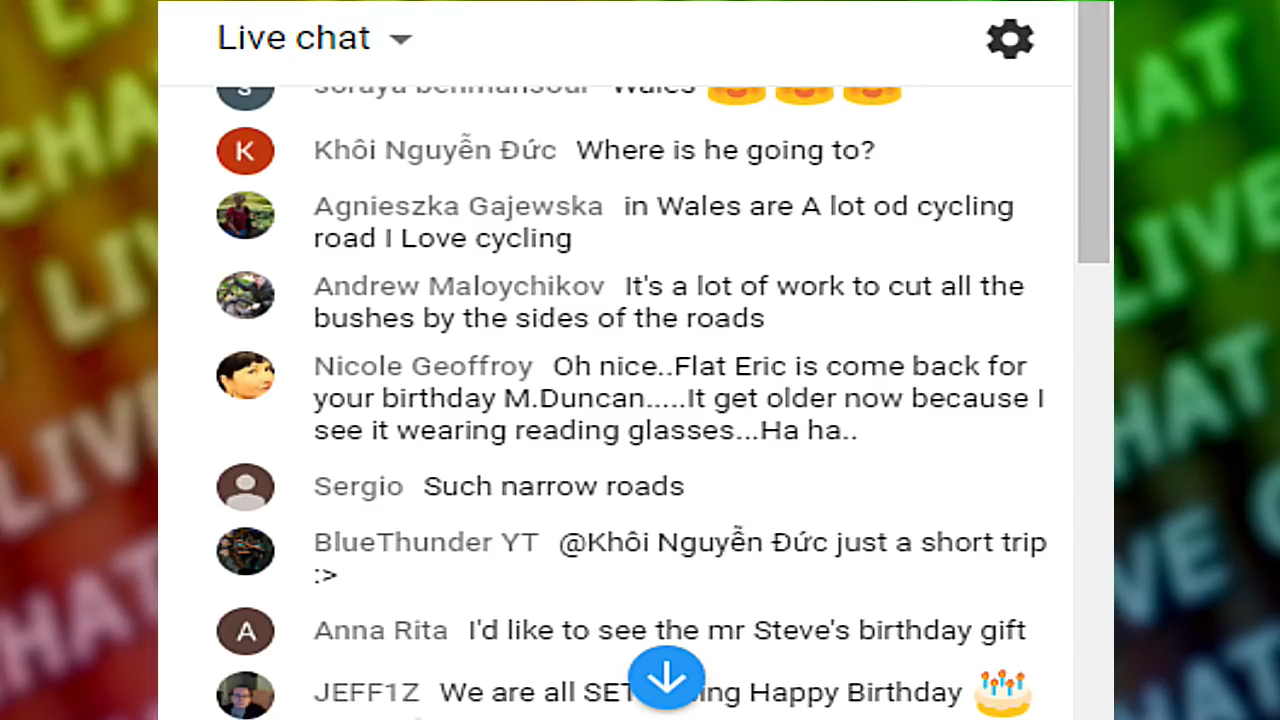 Live chat
soraya benmansour Wales
K Khôi Nguyễn Đức Where is he going to?
Agnieszka Gajewska in Wales are A lot od cycling
road I Love cycling
Andrew Maloychikov It's a lot of work to cut all the
bushes by the sides of the roads
Nicole Geoffroy Oh nice..Flat Eric is come back for
your birthday M.Duncan.....It get older now because I
see it wearing reading glasses...Ha ha..
Sergio Such narrow roads
BlueThunder YT @Khôi Nguyễn Đức just a short trip
:>
A Anna Rita I'd like to see the mr Steve's birthday gift
JEFF1Z We are all Happy Birthday